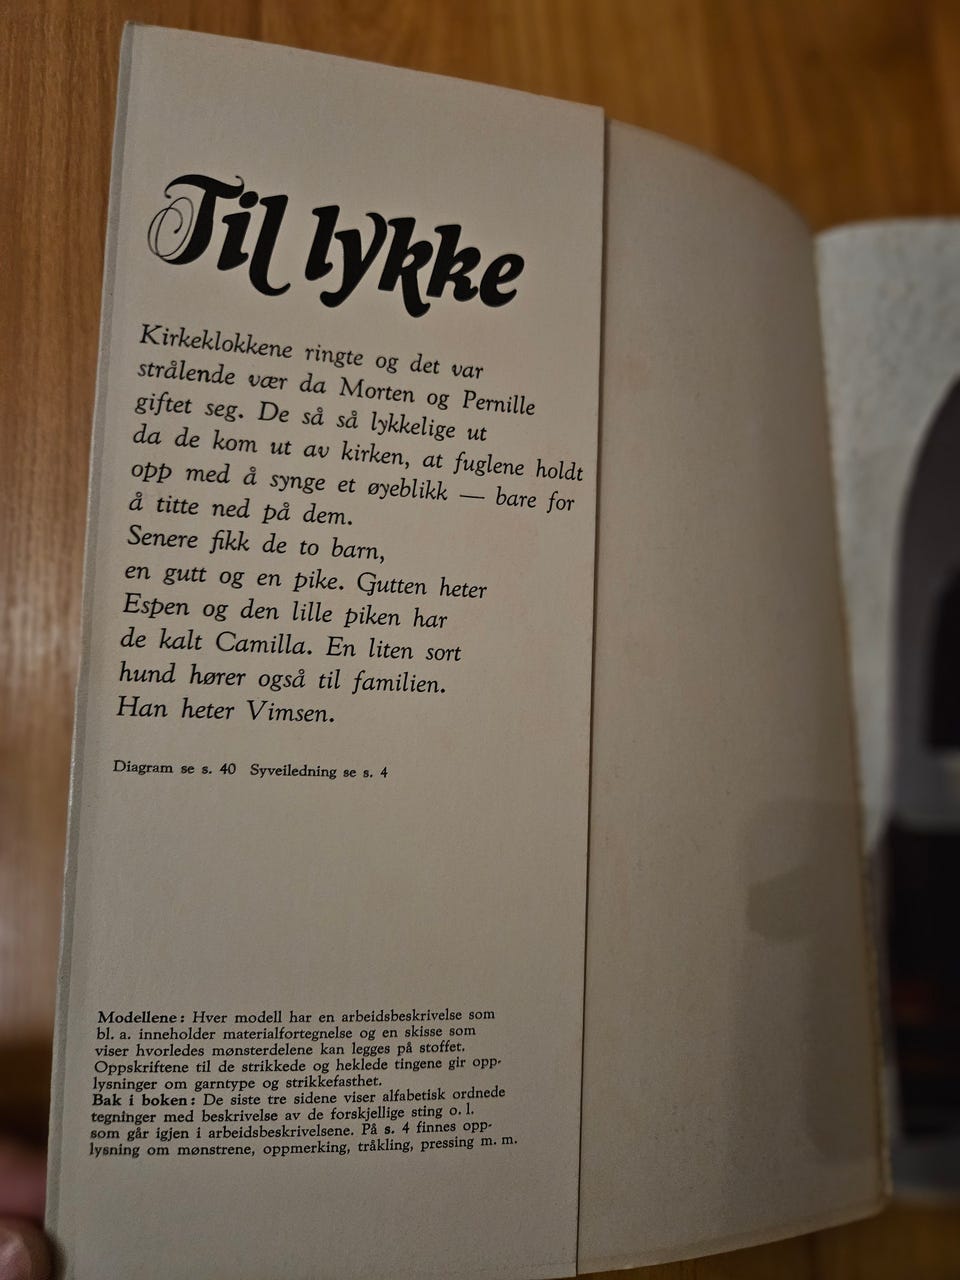 Til lykke
Kirkeklokkene ringte og det var
strålende vær da Morten og Pernille
giftet seg. De så så lykkelige ut
da de kom ut av kirken, at fuglene holdt
opp med å synge et øyeblikk — bare for
å titte ned på dem.
Senere fikk de to barn,
en gutt og en pike. Gutten heter
Espen og den lille piken har
de kalt Camilla. En liten sort
hund hører også til familien.
Han heter Vimsen.
Diagram se s. 40 Syveiledning se s. 4
Modellene: Hver modell har en arbeidsbeskrivelse som
bl. a. inneholder materialfortegnelse og en skisse som
viser hvorledes mønsterdelene kan legges på stoffet.
Oppskriftene til de strikkede og heklede tingene gir opp-
lysninger om garntype og strikkefasthet.
Bak i boken: De siste tre sidene viser alfabetisk ordnede
tegninger med beskrivelse av de forskjellige sting o. l.
som går igjen i arbeidsbeskrivelsene. På s. 4 finnes opp-
lysning om mønstrene, oppmerking, tråkling, pressing m. m.